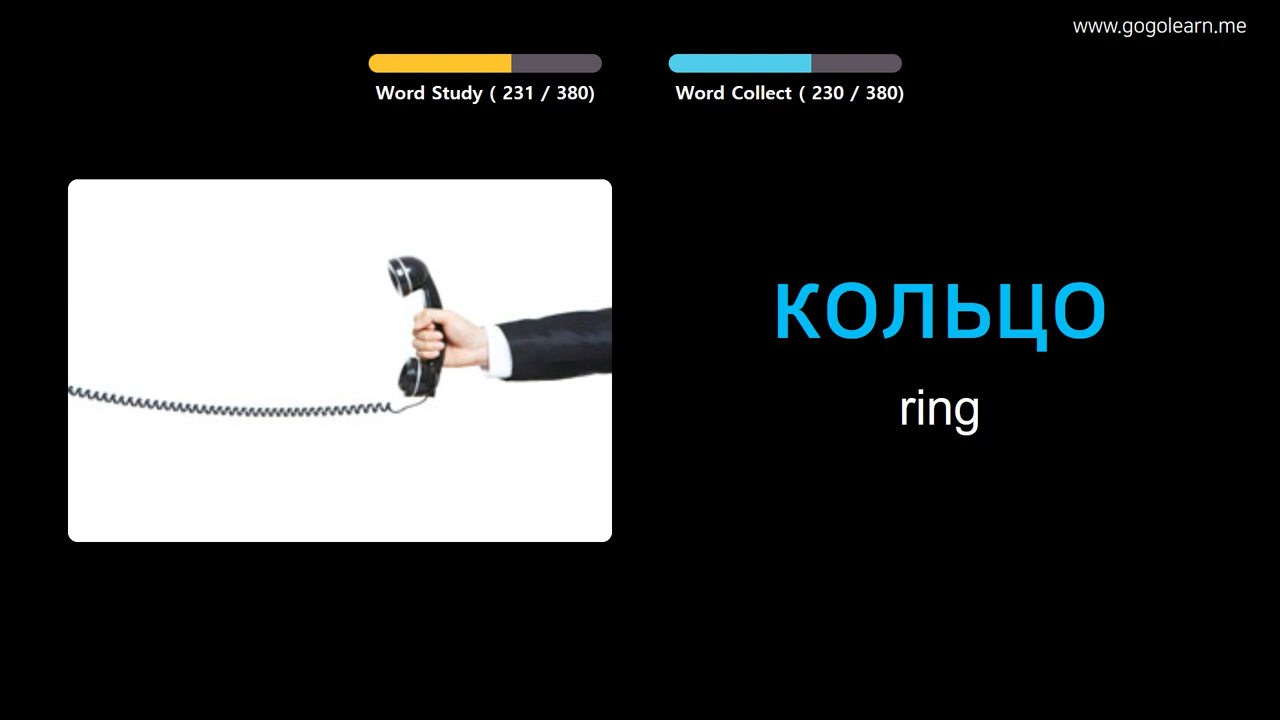 www.gogolearn.me
Word Study ( 231 / 380)
Word Collect ( 230 / 380)
кольцо
ring